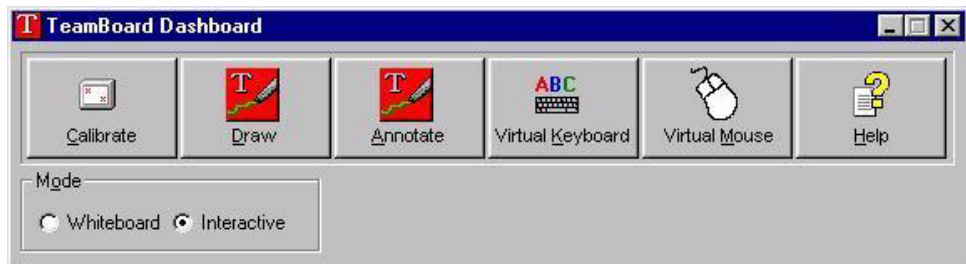 T TeamBoard Dashboard
T T ABC
Calibrate Draw Annotate Virtual Keyboard Virtual Mouse Help
Mode
Whiteboard Interactive